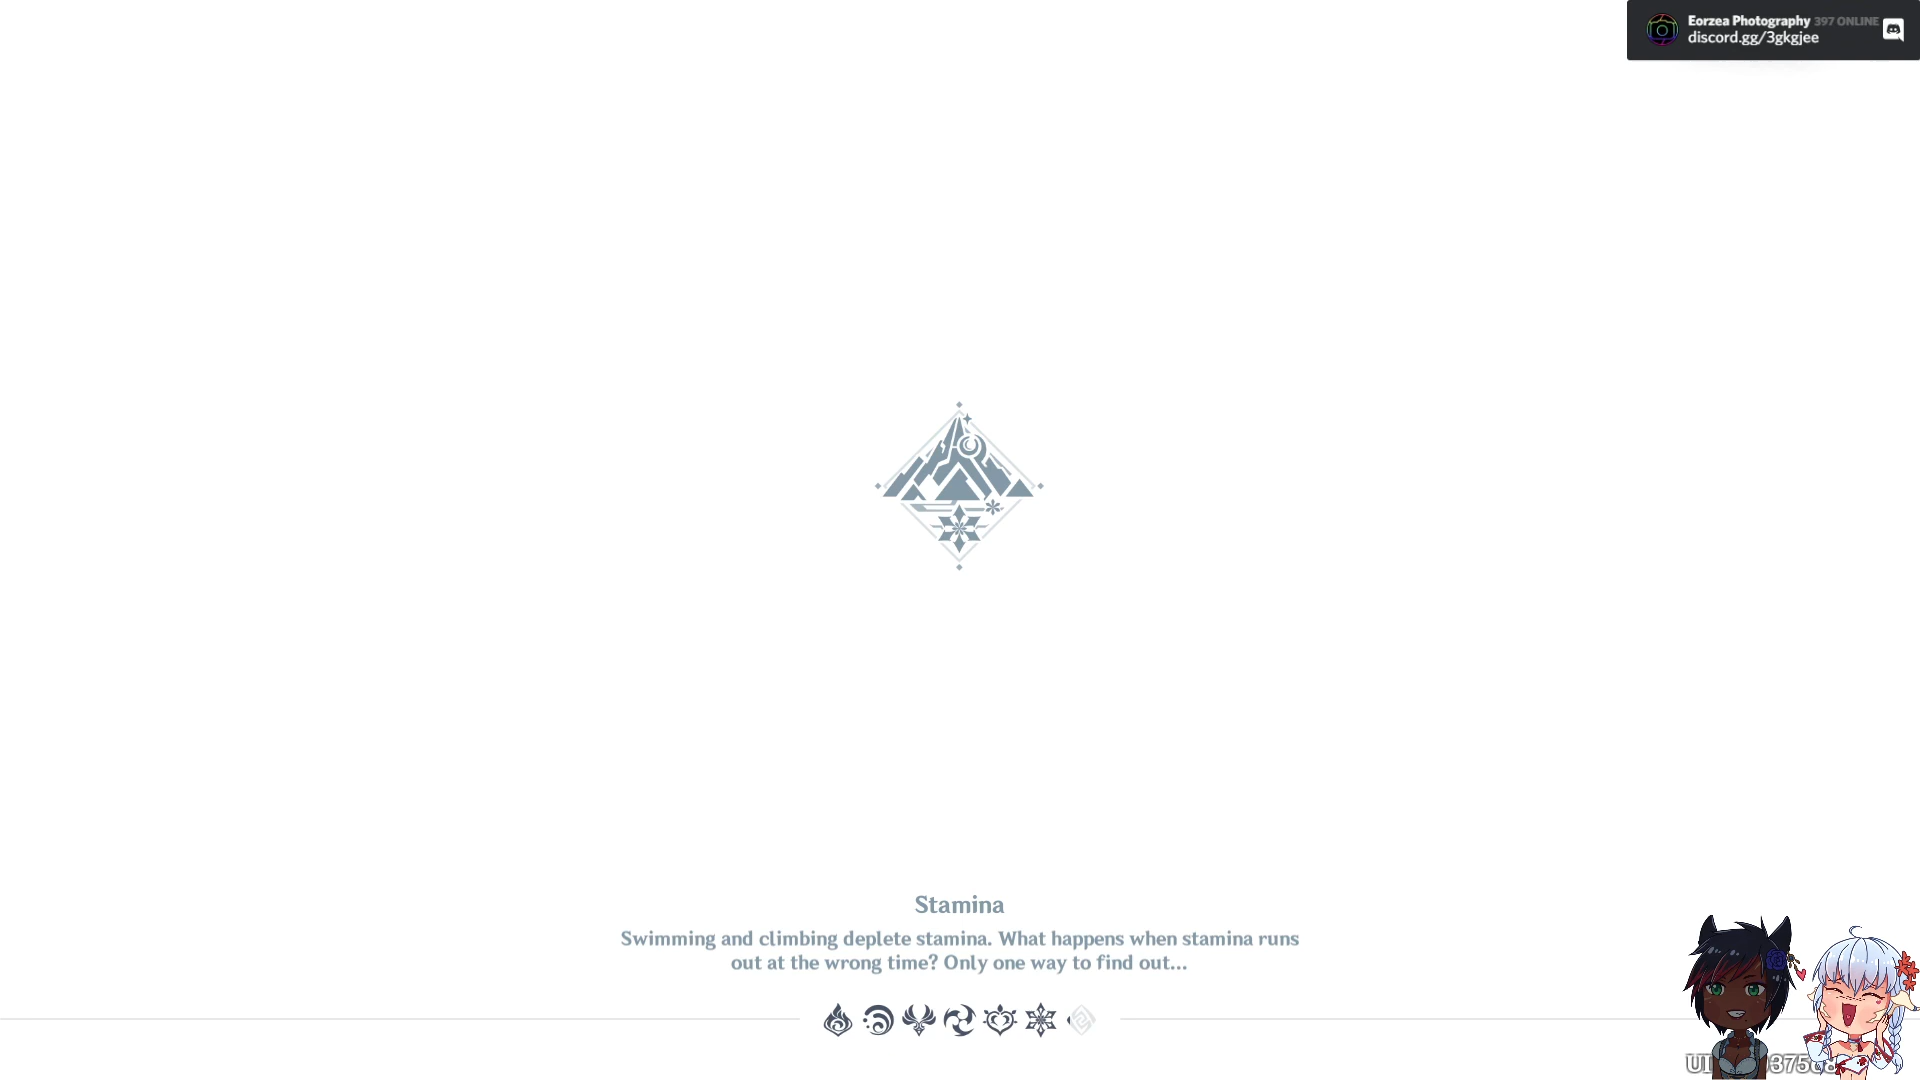 Eorzea Photography 397 ONLINE
discord.gg/3gkgjee
Stamina
Swimming and climbing deplete stamina. What happens when stamina runs
out at the wrong time? Only one way to find out...